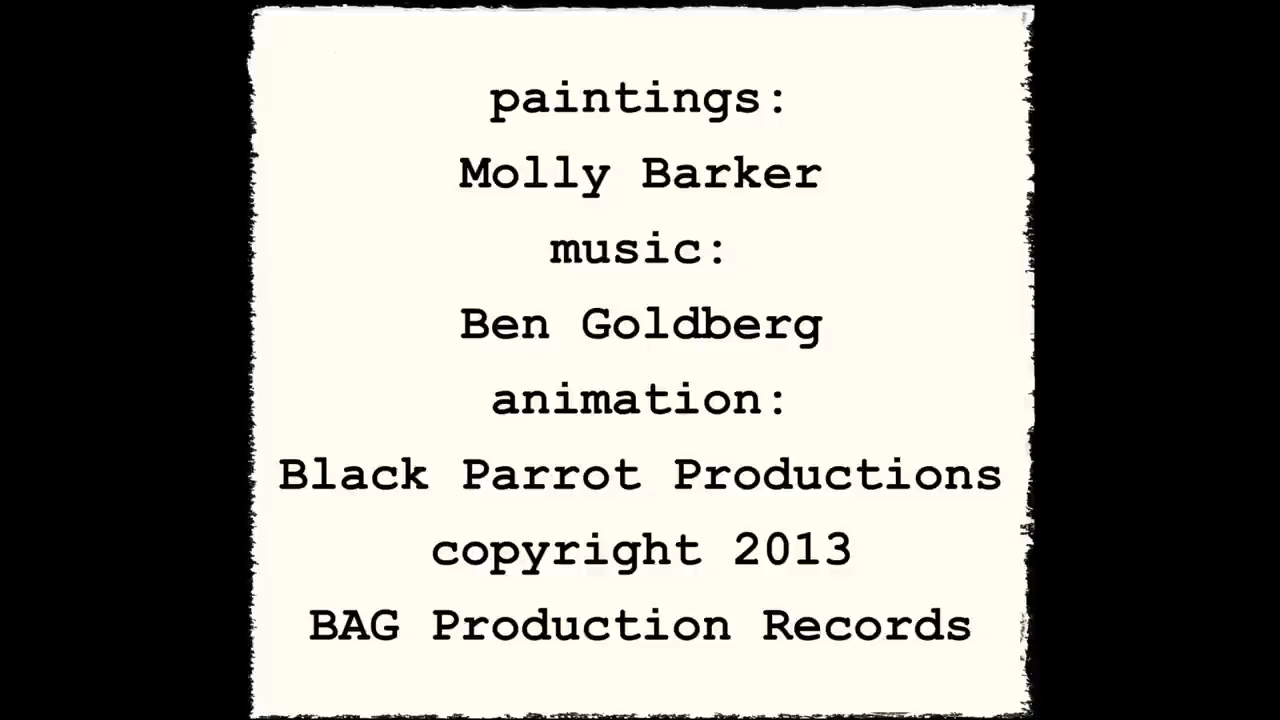 paintings:
Molly Barker
music:
Ben Goldberg
animation:
Black Parrot Productions
copyright 2013
BAG Production Records